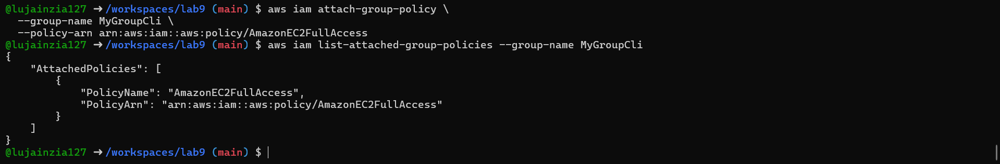 @lujainzia127 ➜ /workspaces/lab9 (main) $ aws iam attach-group-policy \
  --group-name MyGroupCli \
  --policy-arn arn:aws:iam::aws:policy/AmazonEC2FullAccess
@lujainzia127 ➜ /workspaces/lab9 (main) $ aws iam list-attached-group-policies --group-name MyGroupCli
{
    "AttachedPolicies": [
        {
            "PolicyName": "AmazonEC2FullAccess",
            "PolicyArn": "arn:aws:iam::aws:policy/AmazonEC2FullAccess"
        }
    ]
}
@lujainzia127 ➜ /workspaces/lab9 (main) $